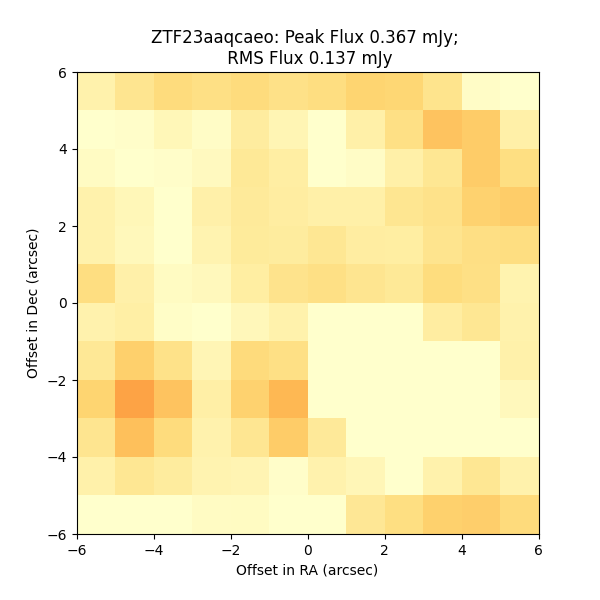 ZTF23aaqcaeo: Peak Flux 0.367 mJy;
RMS Flux 0.137 mJy
6
4
2
0
−2
−4
−6
Offset in Dec (arcsec)
−6 −4 −2 0 2 4 6
Offset in RA (arcsec)